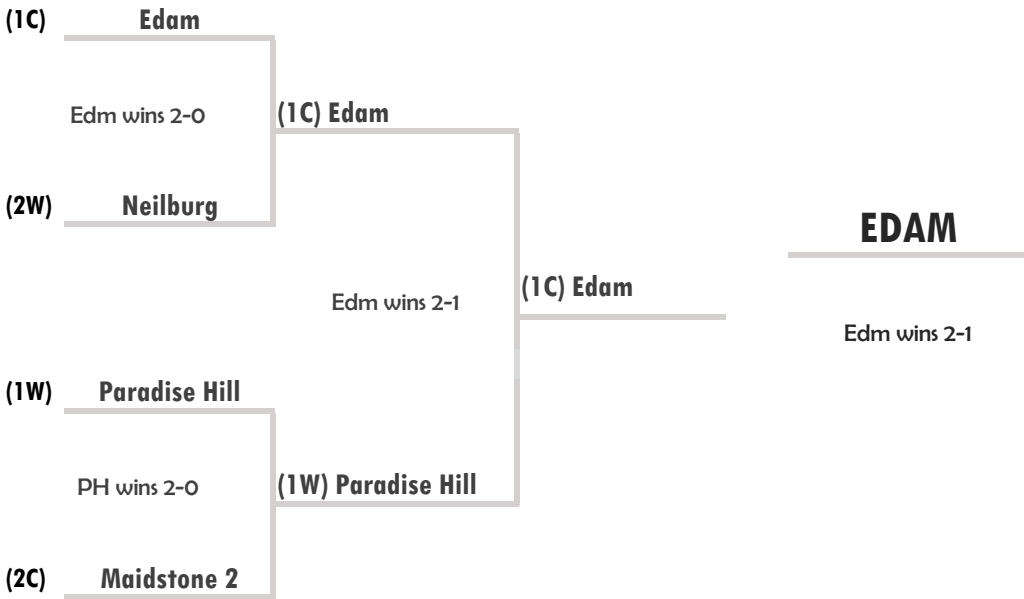 (1C) Edam
Edm wins 2-0
(1C) Edam
(2W) Neilburg
EDAM
(1C) Edam
Edm wins 2-1
Edm wins 2-1
(1W) Paradise Hill
PH wins 2-0
(1W) Paradise Hill
(2C) Maidstone 2